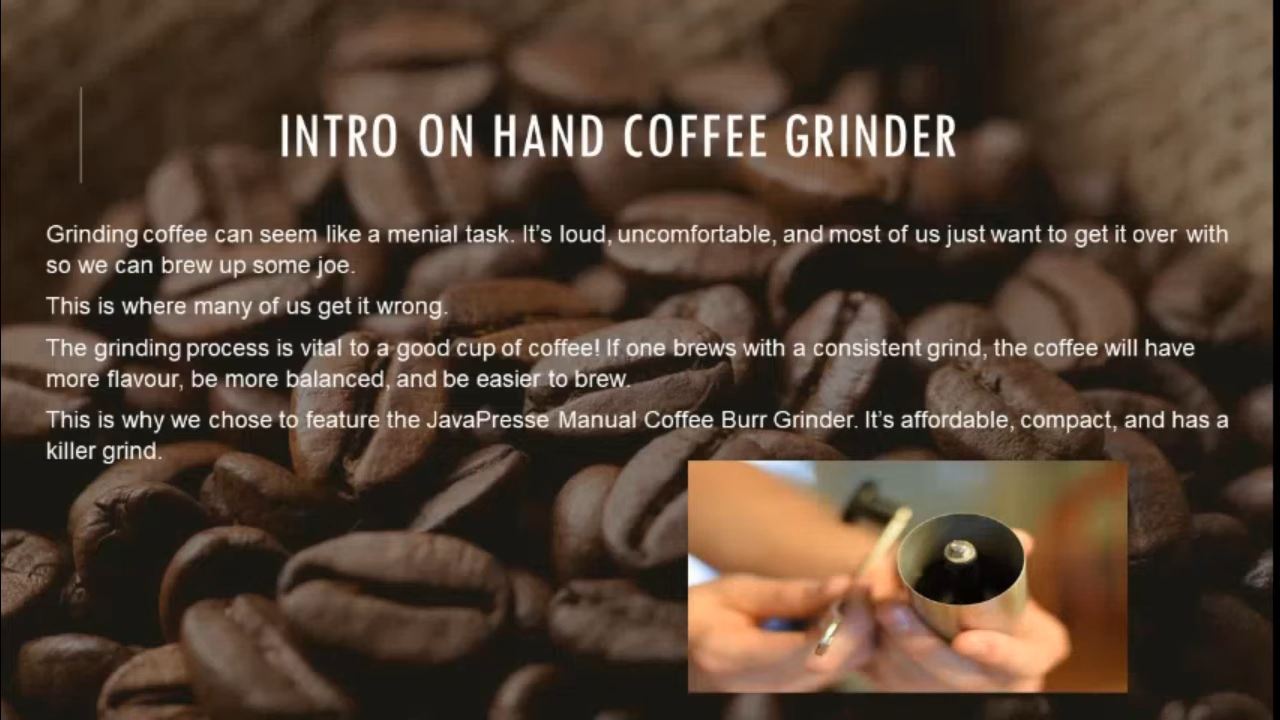 INTRO ON HAND COFFEE GRINDER
Grinding coffee can seem like a menial task. It’s loud, uncomfortable, and most of us just want to get it over with
so we can brew up some joe.
This is where many of us get it wrong.
The grinding process is vital to a good cup of coffee! If one brews with a consistent grind, the coffee will have
more flavour, be more balanced, and be easier to brew.
This is why we chose to feature the JavaPresse Manual Coffee Burr Grinder. It’s affordable, compact, and has a
killer grind.